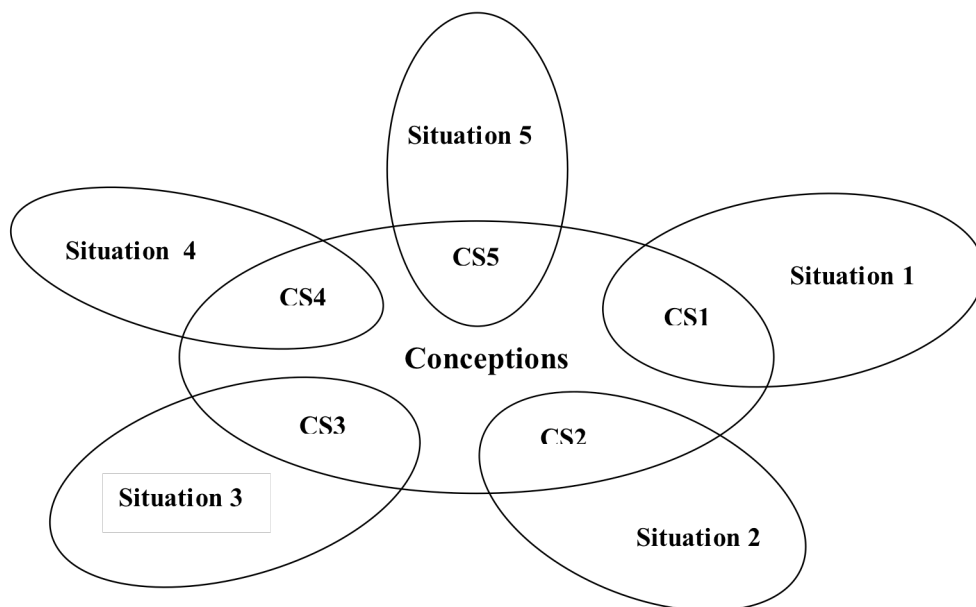 Situation 5
Situation 4
CS5
Situation 1
CS4
CS1
Conceptions
CS3
CS2
Situation 3
Situation 2